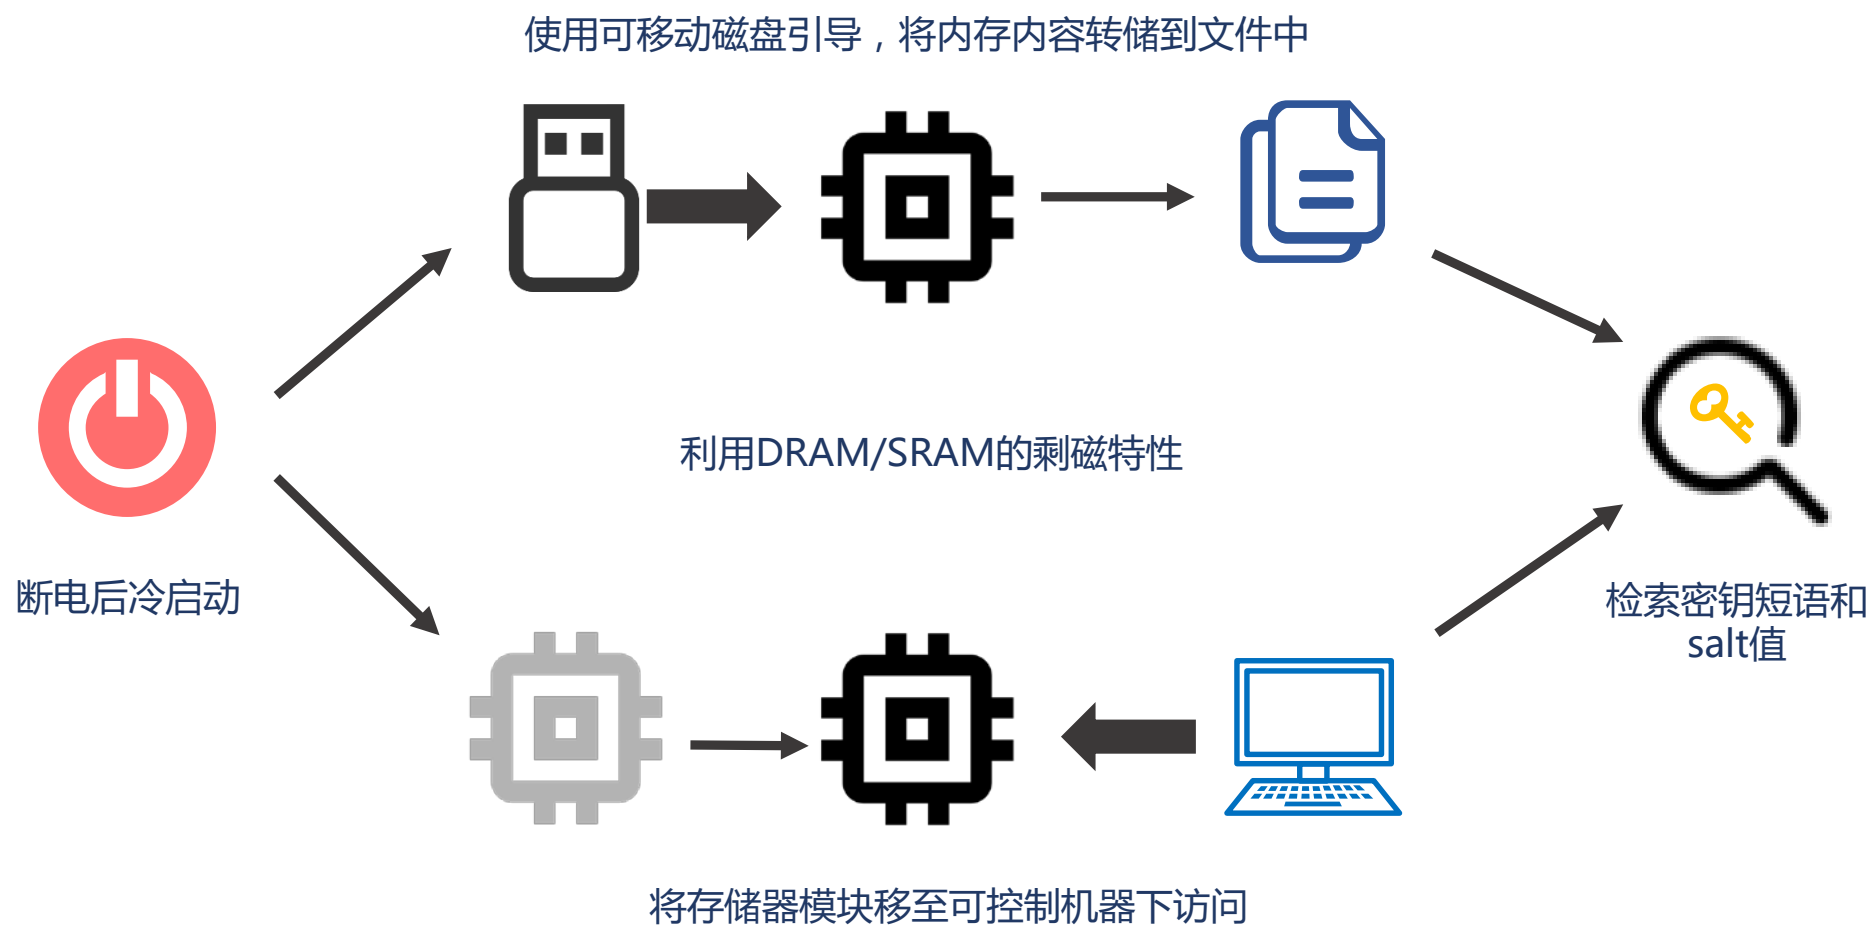 使用可移动磁盘引导，将内存内容转储到文件中
利用DRAM/SRAM的剩磁特性
断电后冷启动
检索密钥短语和
salt值
将存储器模块移至可控制机器下访问